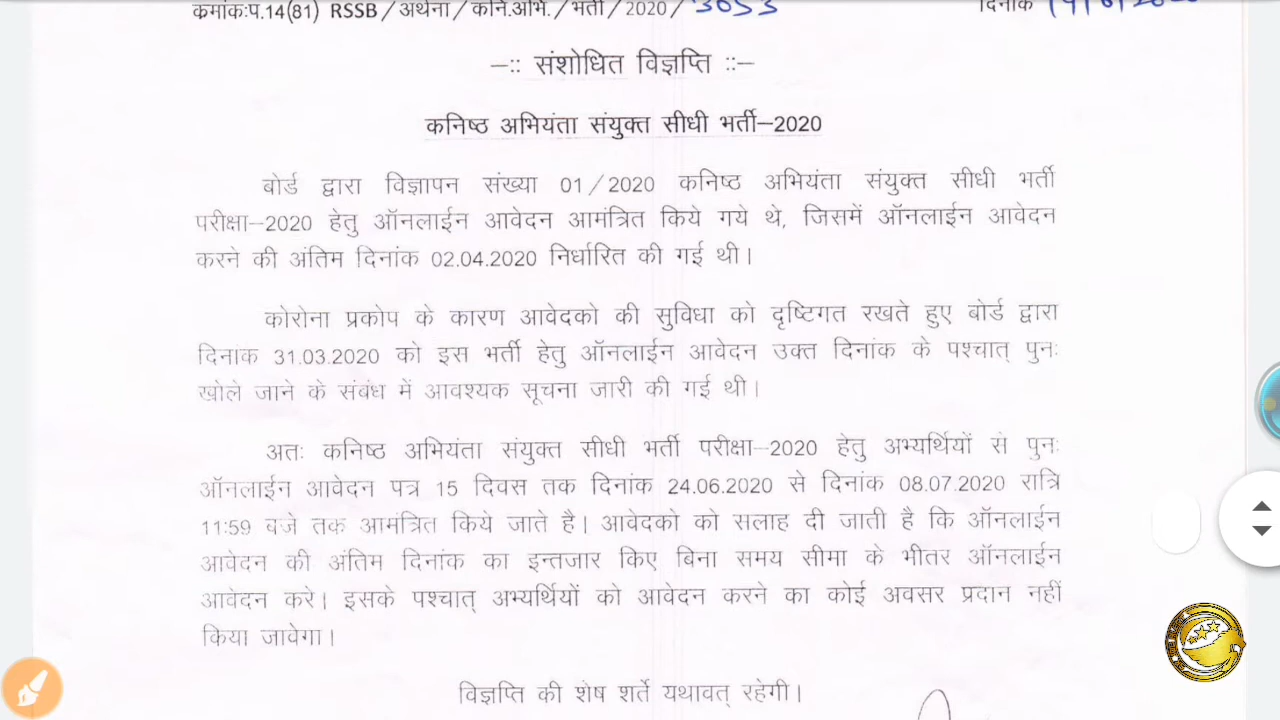 क्रमांक:प.14(81) RSSB/अर्थना/कनि.अभि./भर्ती/2020/3053
दिनांक
–:: संशोधित विज्ञप्ति ::–
कनिष्ठ अभियंता संयुक्त सीधी भर्ती–2020
बोर्ड द्वारा विज्ञापन संख्या 01/2020 कनिष्ठ अभियंता संयुक्त सीधी भर्ती
परीक्षा–2020 हेतु ऑनलाईन आवेदन आमंत्रित किये गये थे, जिसमें ऑनलाईन आवेदन
करने की अंतिम दिनांक 02.04.2020 निर्धारित की गई थी।
कोरोना प्रकोप के कारण आवेदको की सुविधा को दृष्टिगत रखते हुए बोर्ड द्वारा
दिनाक 31.03.2020 को इस भर्ती हेतु ऑनलाईन आवेदन उक्त दिनांक के पश्चात् पुनः
खोले जाने के संबंध में आवश्यक सूचना जारी की गई थी।
अतः कनिष्ठ अभियंता संयुक्त सीधी भर्ती परीक्षा–2020 हेतु अभ्यर्थियों से पुनः
ऑनलाईन आवेदन पत्र 15 दिवस तक दिनांक 24.06.2020 से दिनांक 08.07.2020 रात्रि
11:59 बजे तक आमंत्रित किये जाते है। आवेदको को सलाह दी जाती है कि ऑनलाईन
आवेदन की अंतिम दिनांक का इन्तजार किए बिना समय सीमा के भीतर ऑनलाईन
आवेदन करे। इसके पश्चात् अभ्यर्थियों को आवेदन करने का कोई अवसर प्रदान नहीं
किया जावेगा।
विज्ञप्ति की शेष शर्ते यथावत् रहेगी।